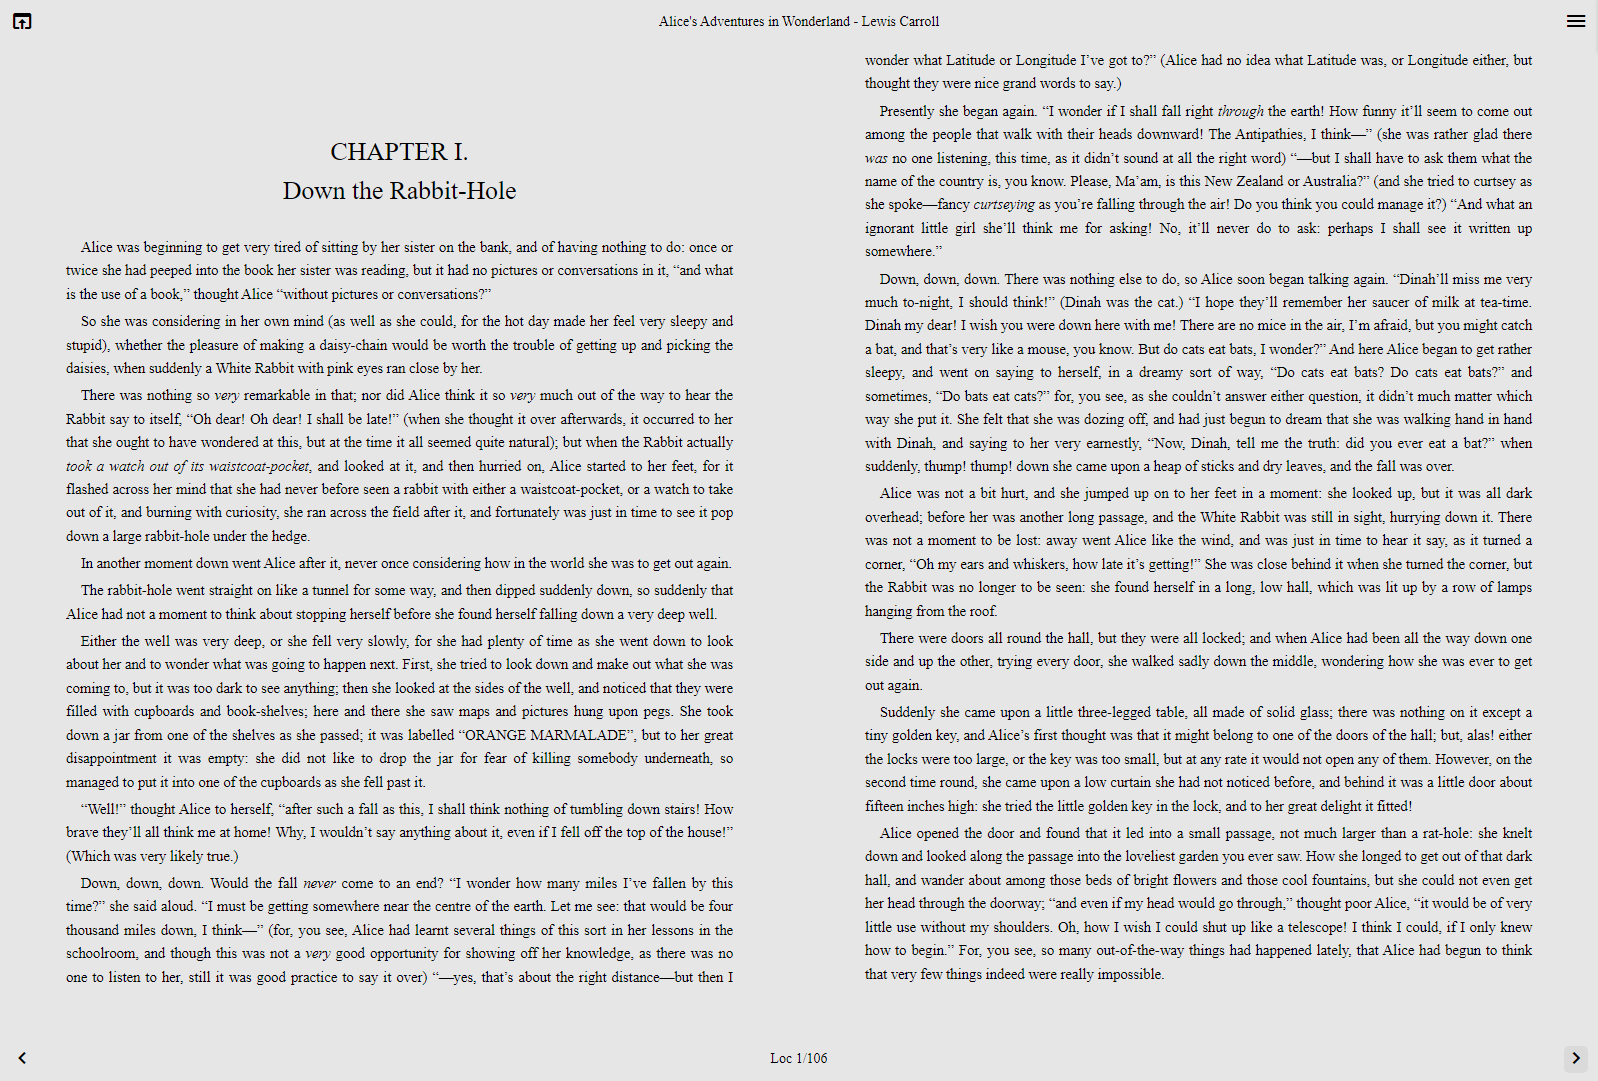 Alice's Adventures in Wonderland - Lewis Carroll
CHAPTER I.
Down the Rabbit-Hole
Alice was beginning to get very tired of sitting by her sister on the bank, and of having nothing to do: once or
twice she had peeped into the book her sister was reading, but it had no pictures or conversations in it, “and what
is the use of a book,” thought Alice “without pictures or conversations?”
So she was considering in her own mind (as well as she could, for the hot day made her feel very sleepy and
stupid), whether the pleasure of making a daisy-chain would be worth the trouble of getting up and picking the
daisies, when suddenly a White Rabbit with pink eyes ran close by her.
There was nothing so very remarkable in that; nor did Alice think it so very much out of the way to hear the
Rabbit say to itself, “Oh dear! Oh dear! I shall be late!” (when she thought it over afterwards, it occurred to her
that she ought to have wondered at this, but at the time it all seemed quite natural); but when the Rabbit actually
took a watch out of its waistcoat-pocket, and looked at it, and then hurried on, Alice started to her feet, for it
flashed across her mind that she had never before seen a rabbit with either a waistcoat-pocket, or a watch to take
out of it, and burning with curiosity, she ran across the field after it, and fortunately was just in time to see it pop
down a large rabbit-hole under the hedge.
In another moment down went Alice after it, never once considering how in the world she was to get out again.
The rabbit-hole went straight on like a tunnel for some way, and then dipped suddenly down, so suddenly that
Alice had not a moment to think about stopping herself before she found herself falling down a very deep well.
Either the well was very deep, or she fell very slowly, for she had plenty of time as she went down to look
about her and to wonder what was going to happen next. First, she tried to look down and make out what she was
coming to, but it was too dark to see anything; then she looked at the sides of the well, and noticed that they were
filled with cupboards and book-shelves; here and there she saw maps and pictures hung upon pegs. She took
down a jar from one of the shelves as she passed; it was labelled “ORANGE MARMALADE”, but to her great
disappointment it was empty: she did not like to drop the jar for fear of killing somebody underneath, so
managed to put it into one of the cupboards as she fell past it.
“Well!” thought Alice to herself, “after such a fall as this, I shall think nothing of tumbling down stairs! How
brave they’ll all think me at home! Why, I wouldn’t say anything about it, even if I fell off the top of the house!”
(Which was very likely true.)
Down, down, down. Would the fall never come to an end? “I wonder how many miles I’ve fallen by this
time?” she said aloud. “I must be getting somewhere near the centre of the earth. Let me see: that would be four
thousand miles down, I think—” (for, you see, Alice had learnt several things of this sort in her lessons in the
schoolroom, and though this was not a very good opportunity for showing off her knowledge, as there was no
one to listen to her, still it was good practice to say it over) “—yes, that’s about the right distance—but then I
wonder what Latitude or Longitude I’ve got to?” (Alice had no idea what Latitude was, or Longitude either, but
thought they were nice grand words to say.)
Presently she began again. “I wonder if I shall fall right through the earth! How funny it’ll seem to come out
among the people that walk with their heads downward! The Antipathies, I think—” (she was rather glad there
was no one listening, this time, as it didn’t sound at all the right word) “—but I shall have to ask them what the
name of the country is, you know. Please, Ma’am, is this New Zealand or Australia?” (and she tried to curtsey as
she spoke—fancy curtseying as you’re falling through the air! Do you think you could manage it?) “And what an
ignorant little girl she’ll think me for asking! No, it’ll never do to ask: perhaps I shall see it written up
somewhere.”
Down, down, down. There was nothing else to do, so Alice soon began talking again. “Dinah’ll miss me very
much to-night, I should think!” (Dinah was the cat.) “I hope they’ll remember her saucer of milk at tea-time.
Dinah my dear! I wish you were down here with me! There are no mice in the air, I’m afraid, but you might catch
a bat, and that’s very like a mouse, you know. But do cats eat bats, I wonder?” And here Alice began to get rather
sleepy, and went on saying to herself, in a dreamy sort of way, “Do cats eat bats? Do cats eat bats?” and
sometimes, “Do bats eat cats?” for, you see, as she couldn’t answer either question, it didn’t much matter which
way she put it. She felt that she was dozing off, and had just begun to dream that she was walking hand in hand
with Dinah, and saying to her very earnestly, “Now, Dinah, tell me the truth: did you ever eat a bat?” when
suddenly, thump! thump! down she came upon a heap of sticks and dry leaves, and the fall was over.
Alice was not a bit hurt, and she jumped up on to her feet in a moment: she looked up, but it was all dark
overhead; before her was another long passage, and the White Rabbit was still in sight, hurrying down it. There
was not a moment to be lost: away went Alice like the wind, and was just in time to hear it say, as it turned a
corner, “Oh my ears and whiskers, how late it’s getting!” She was close behind it when she turned the corner, but
the Rabbit was no longer to be seen: she found herself in a long, low hall, which was lit up by a row of lamps
hanging from the roof.
There were doors all round the hall, but they were all locked; and when Alice had been all the way down one
side and up the other, trying every door, she walked sadly down the middle, wondering how she was ever to get
out again.
Suddenly she came upon a little three-legged table, all made of solid glass; there was nothing on it except a
tiny golden key, and Alice’s first thought was that it might belong to one of the doors of the hall; but, alas! either
the locks were too large, or the key was too small, but at any rate it would not open any of them. However, on the
second time round, she came upon a low curtain she had not noticed before, and behind it was a little door about
fifteen inches high: she tried the little golden key in the lock, and to her great delight it fitted!
Alice opened the door and found that it led into a small passage, not much larger than a rat-hole: she knelt
down and looked along the passage into the loveliest garden you ever saw. How she longed to get out of that dark
hall, and wander about among those beds of bright flowers and those cool fountains, but she could not even get
her head through the doorway; “and even if my head would go through,” thought poor Alice, “it would be of very
little use without my shoulders. Oh, how I wish I could shut up like a telescope! I think I could, if I only knew
how to begin.” For, you see, so many out-of-the-way things had happened lately, that Alice had begun to think
that very few things indeed were really impossible.
Loc 1/106